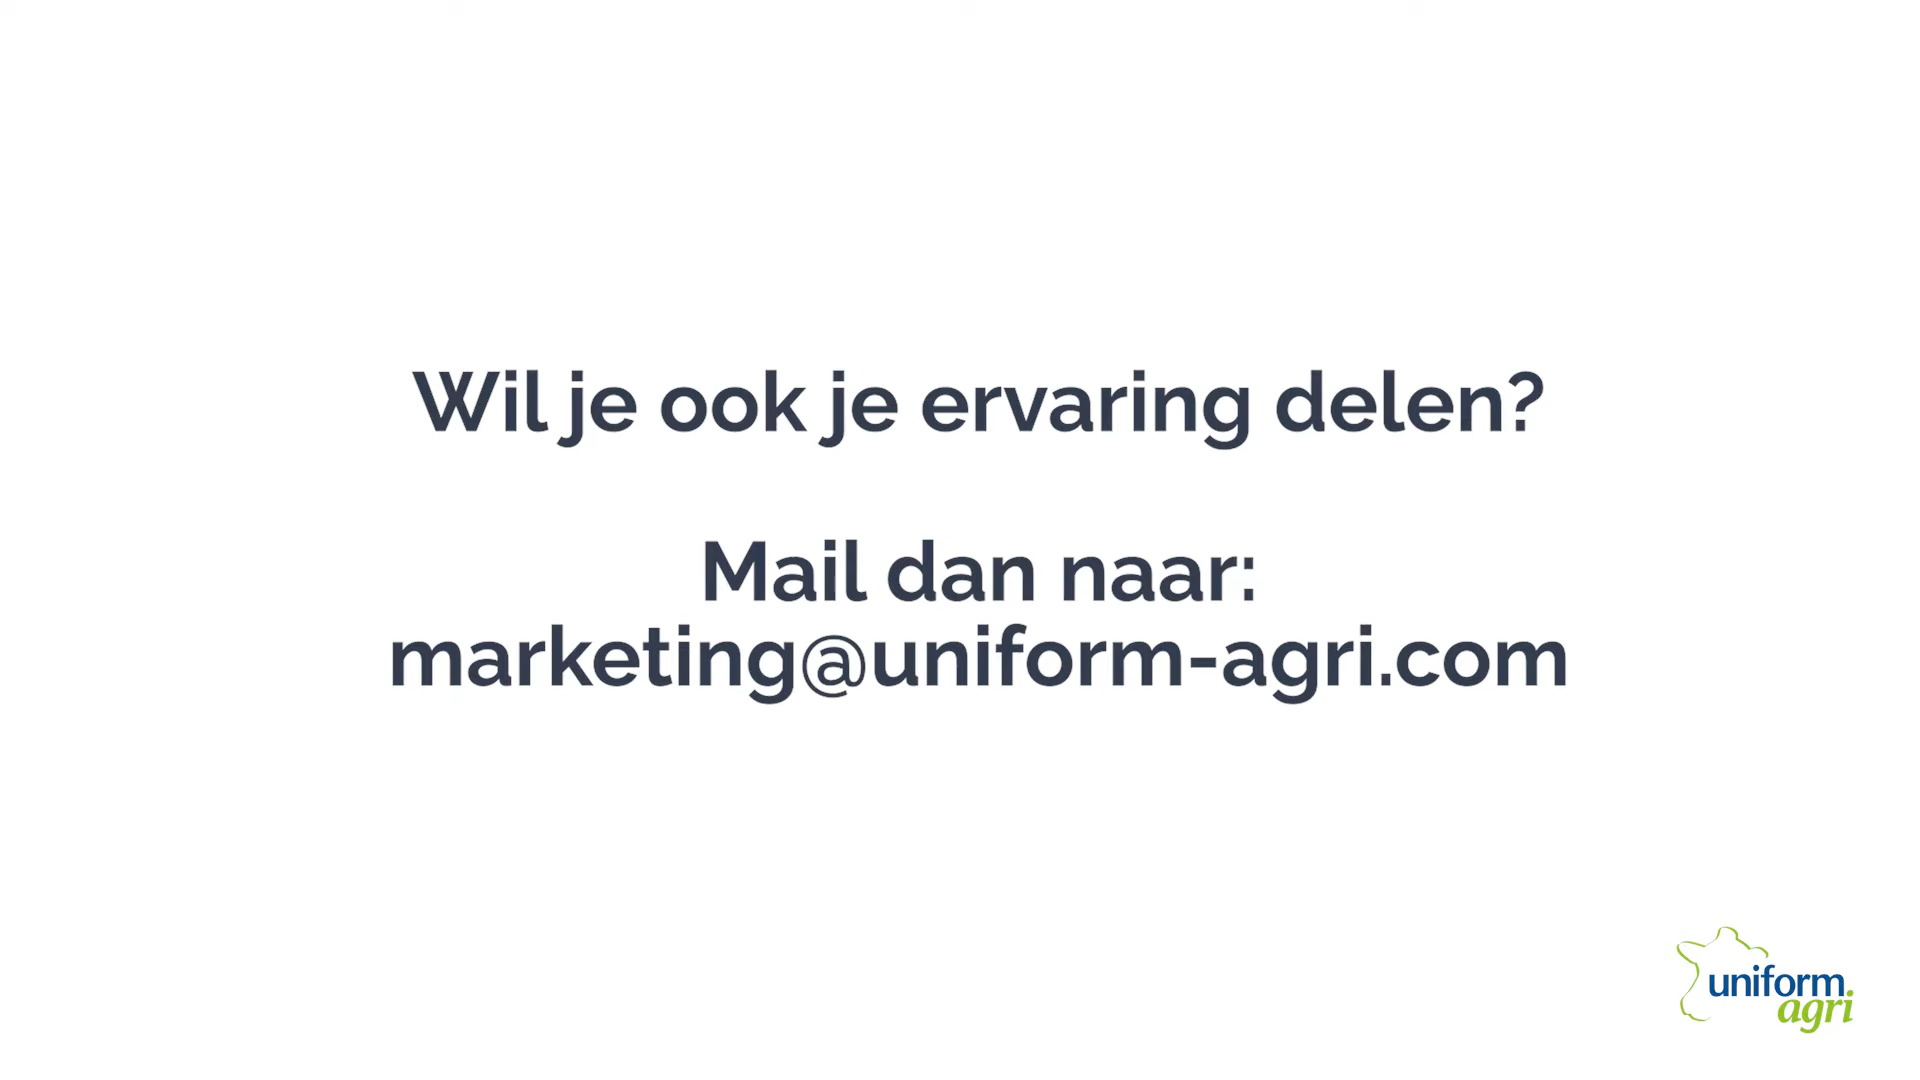 Wil je ook je ervaring delen?
Mail dan naar:
marketing@uniform-agri.com
uniform
agri